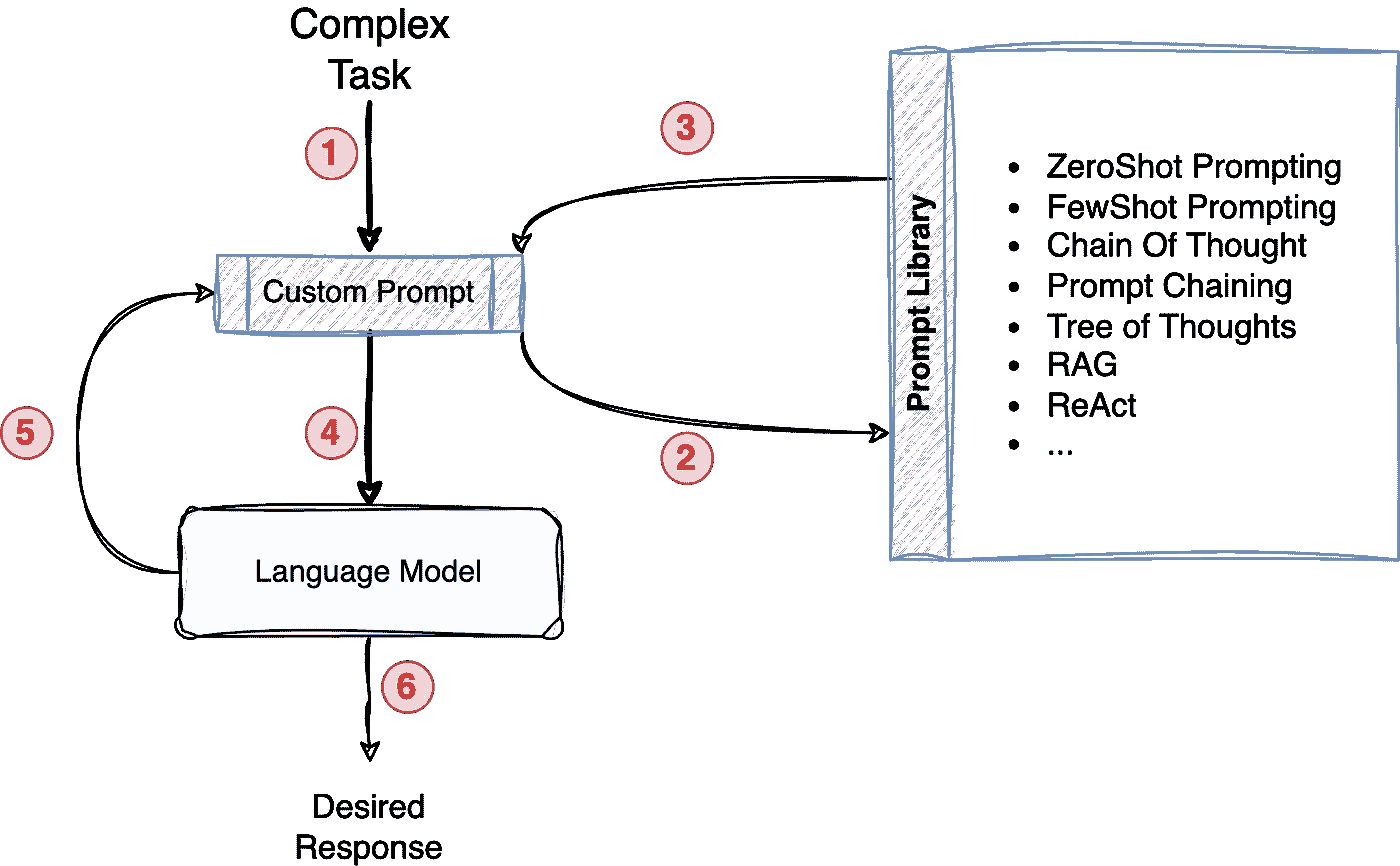 Complex
Task
1
3
Custom Prompt
Prompt Library
• ZeroShot Prompting
• FewShot Prompting
• Chain Of Thought
• Prompt Chaining
• Tree of Thoughts
• RAG
• ReAct
• ...
5
4
2
Language Model
6
Desired
Response